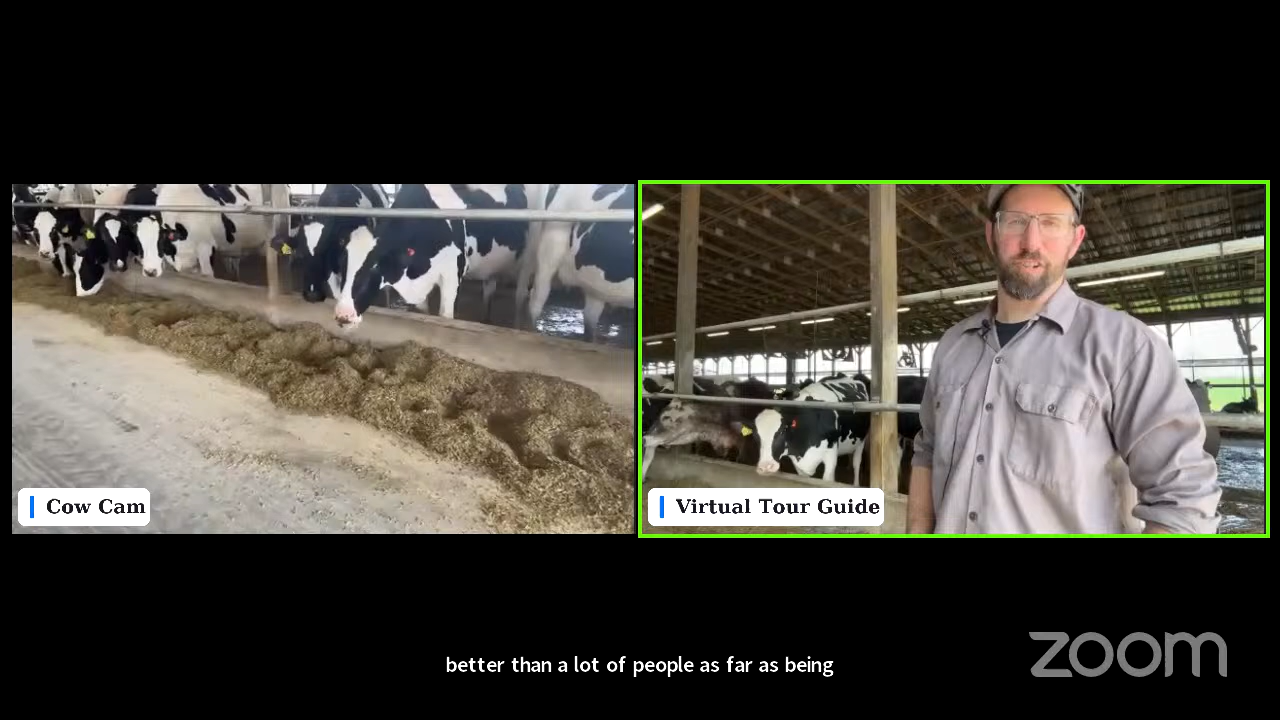 Cow Cam
Virtual Tour Guide
better than a lot of people as far as being
zoom